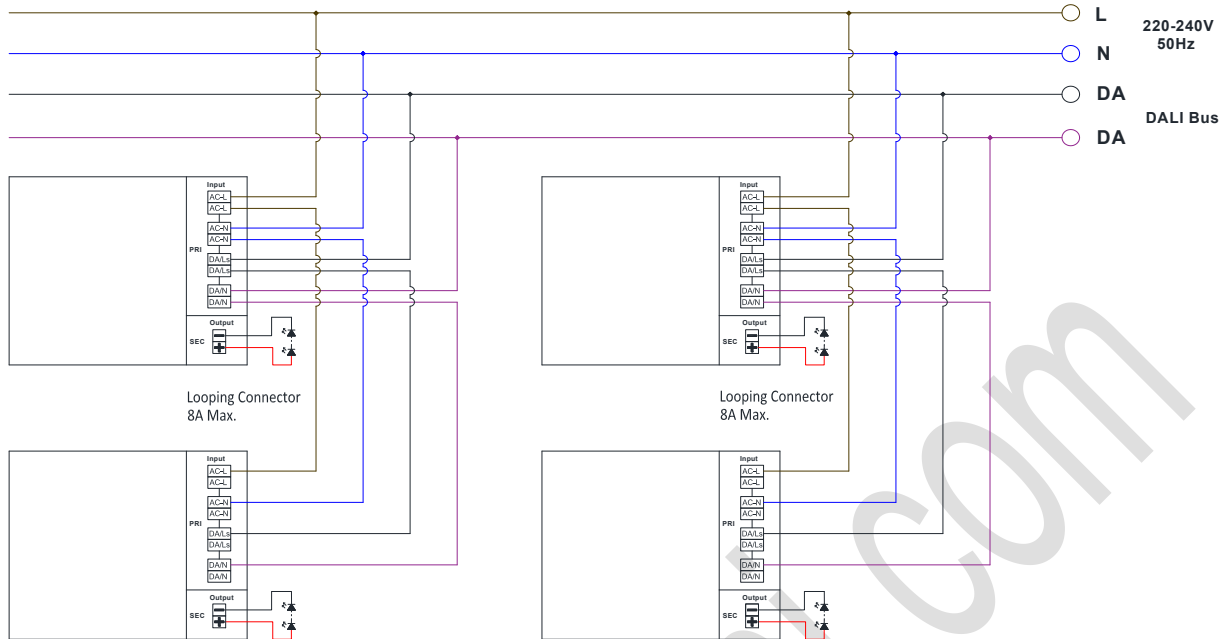 L
220-240V
50Hz
N
DA
DALI Bus
DA
Input
AC-L
AC-L
AC-N
AC-N
PRI
DA/Ls
DA/Ls
DA/N
DA/N
Output
SEC
Looping Connector
8A Max.
Input
AC-L
AC-L
AC-N
AC-N
PRI
DA/Ls
DA/Ls
DA/N
DA/N
Output
SEC
Looping Connector
8A Max.
Input
AC-L
AC-L
AC-N
AC-N
PRI
DA/Ls
DA/Ls
DA/N
DA/N
Output
SEC
Input
AC-L
AC-L
AC-N
AC-N
PRI
DA/Ls
DA/Ls
DA/N
DA/N
Output
SEC
com